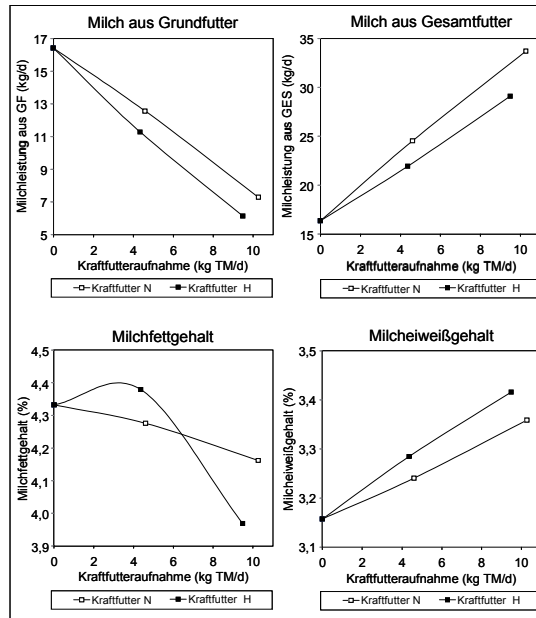 Milch aus Grundfutter
Milchleistung aus GF (kg/d)
17
15
13
11
9
7
5
0 2 4 6 8 10
Kraftfutteraufnahme (kg TM/d)
Kraftfutter N Kraftfutter H
Milch aus Gesamtfutter
Milchleistung aus GES (kg/d)
40
35
30
25
20
15
0 2 4 6 8 10
Kraftfutteraufnahme (kg TM/d)
Kraftfutter N Kraftfutter H
Milchfettgehalt
Milchfettgehalt (%)
4,5
4,4
4,3
4,2
4,0
3,9
0 2 4 6 8 10
Kraftfutteraufnahme (kg TM/d)
Kraftfutter N Kraftfutter H
Milcheiweißgehalt
Milcheiweißgehalt (%)
3,5
3,4
3,3
3,2
3,1
0 2 4 6 8 10
Kraftfutteraufnahme (kg TM/d)
Kraftfutter N Kraftfutter H